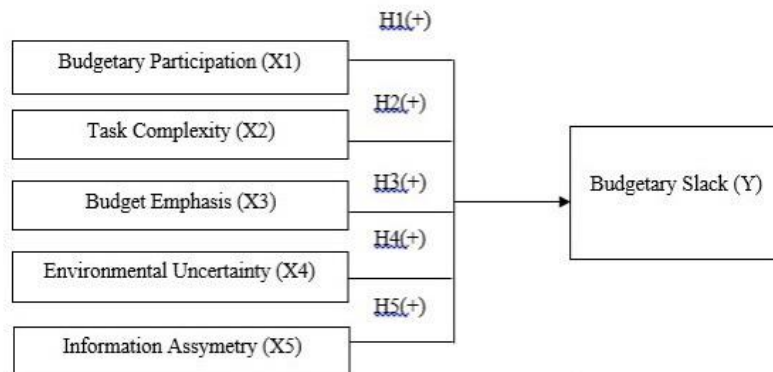 H1(+)
Budgetary Participation (X1)
H2(+)
Task Complexity (X2)
H3(+)
Budgetary Slack (Y)
Budget Emphasis (X3)
H4(+)
Environmental Uncertainty (X4)
H5(+)
Information Assymetry (X5)